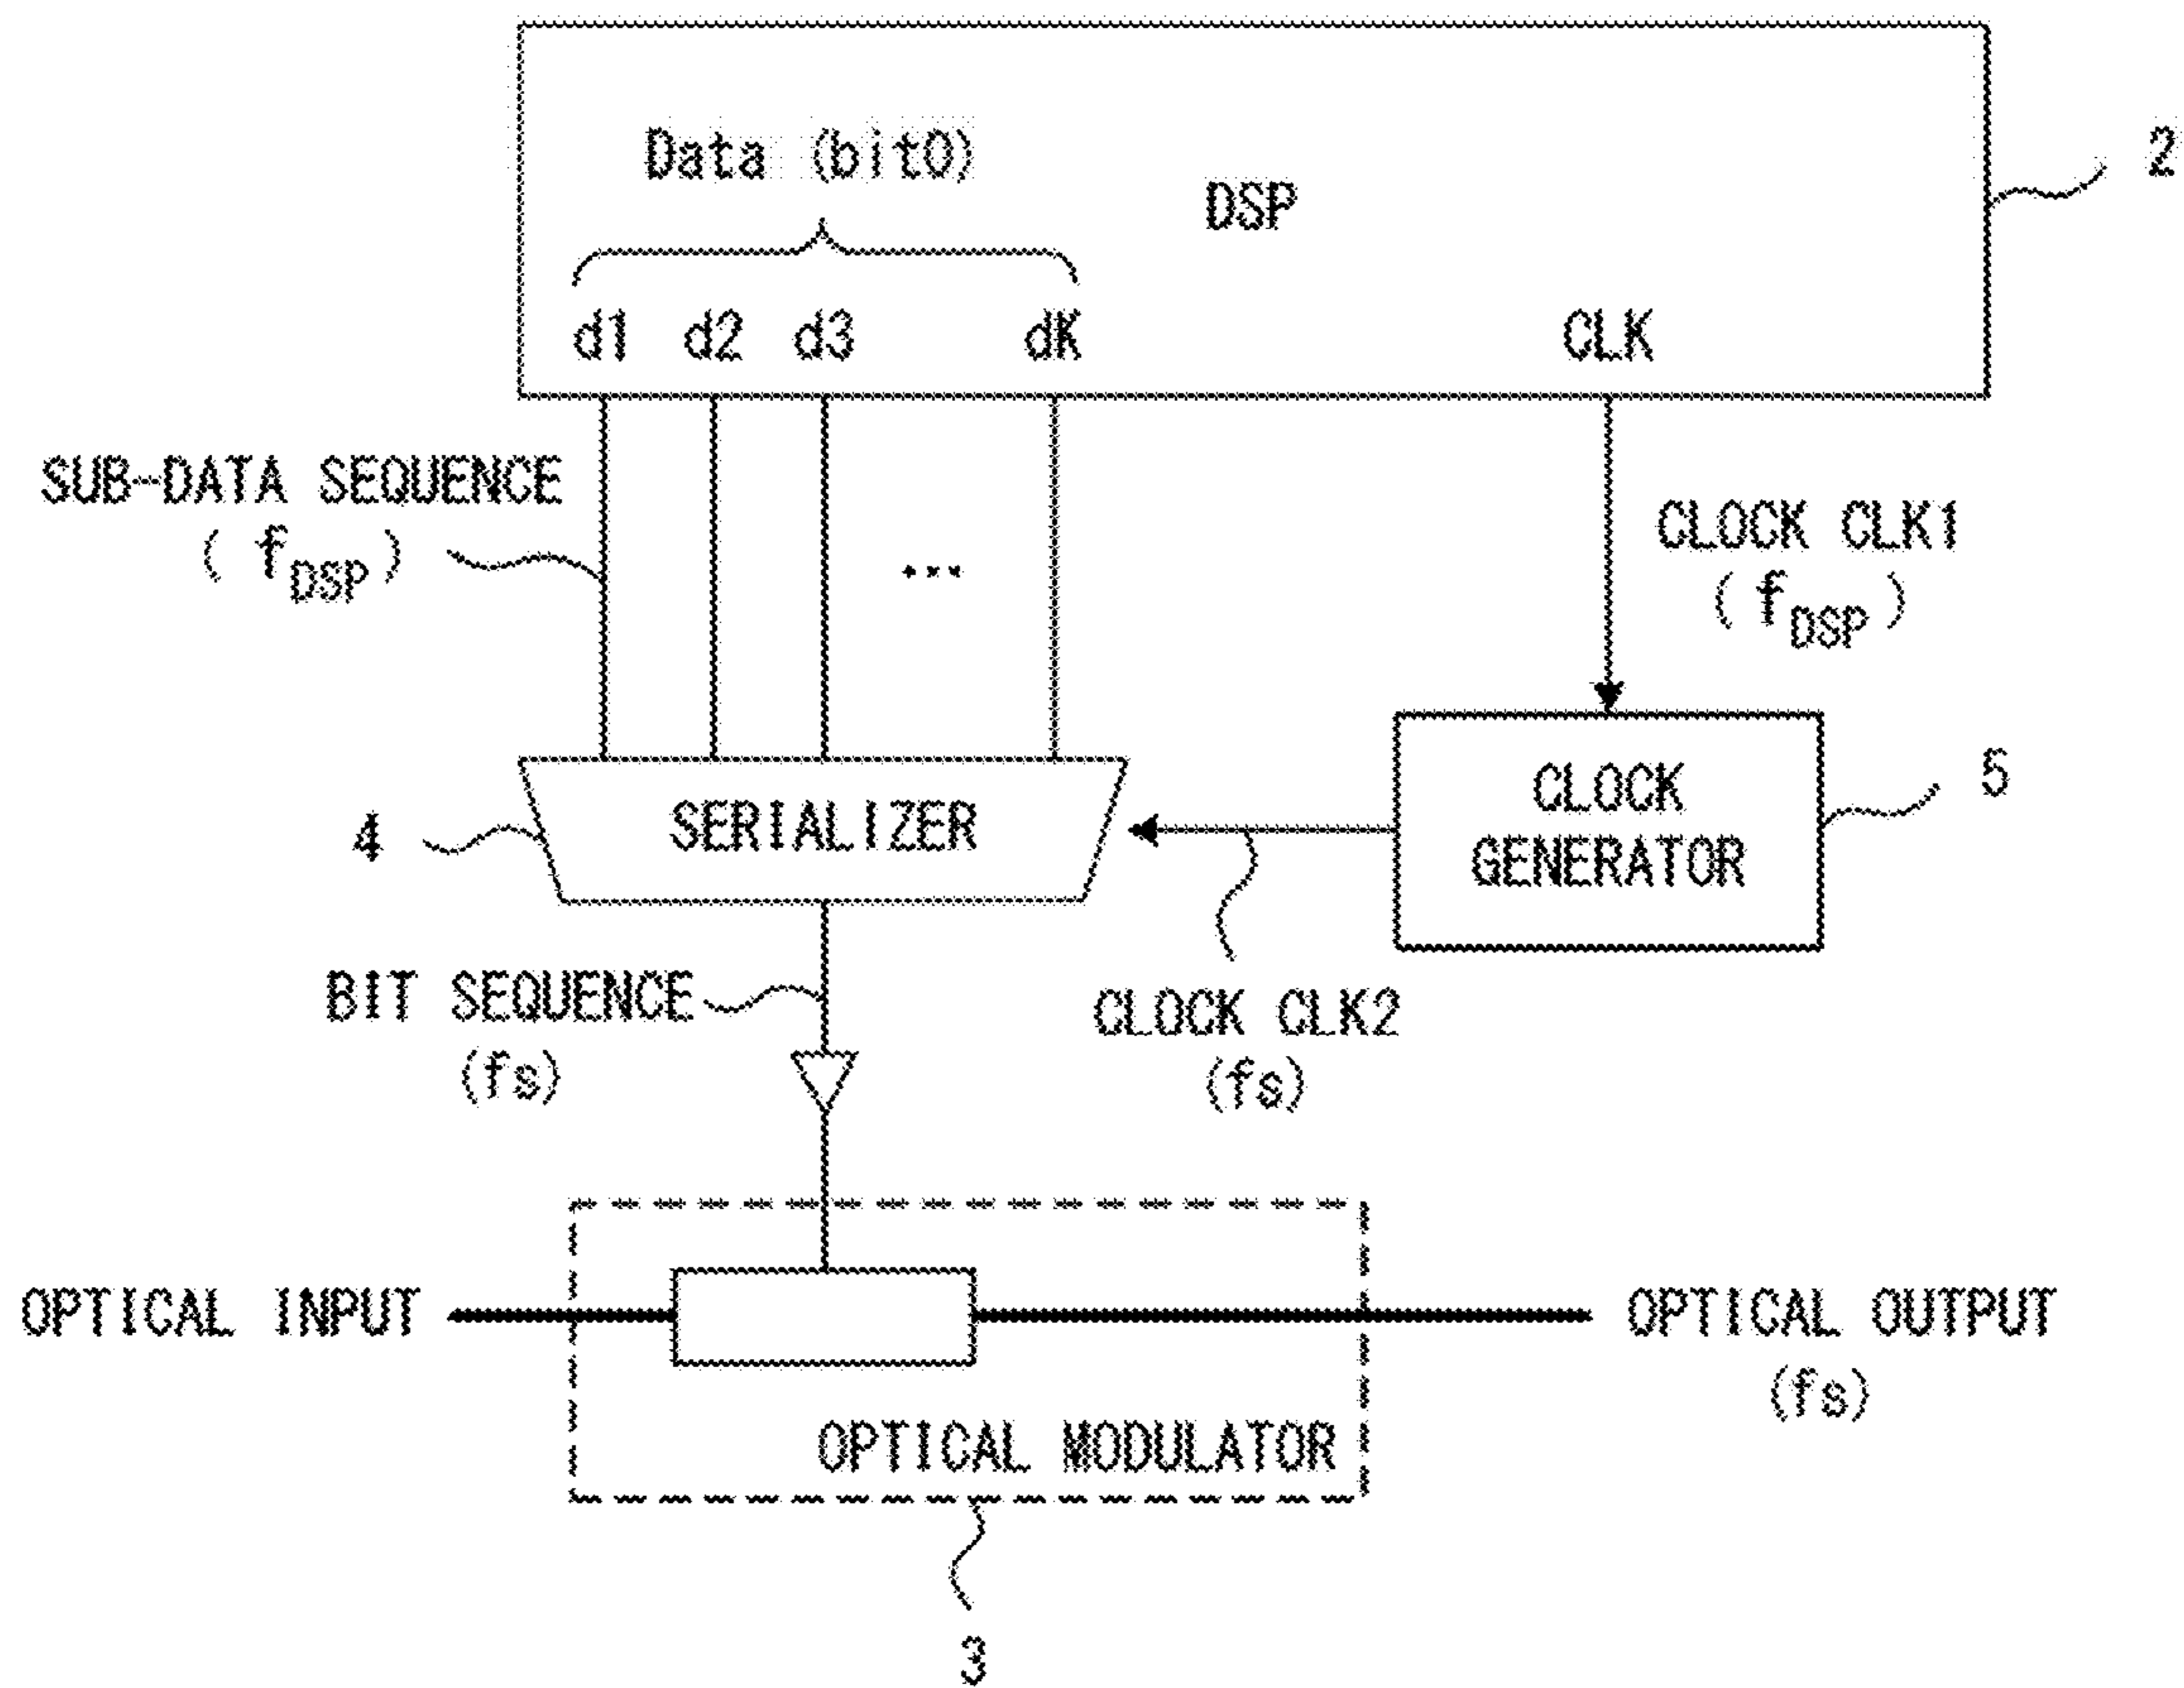 Data (bit0)
DSP
2
d1 d2 d3 dK
CLK
SUB-DATA SEQUENCE
( fDSP )
...
CLOCK CLK1
( fDSP )
CLOCK
GENERATOR
5
SERIALIZER
4
BIT SEQUENCE
(fs)
CLOCK CLK2
(fs)
OPTICAL INPUT
OPTICAL OUTPUT
(fs)
OPTICAL MODULATOR
3